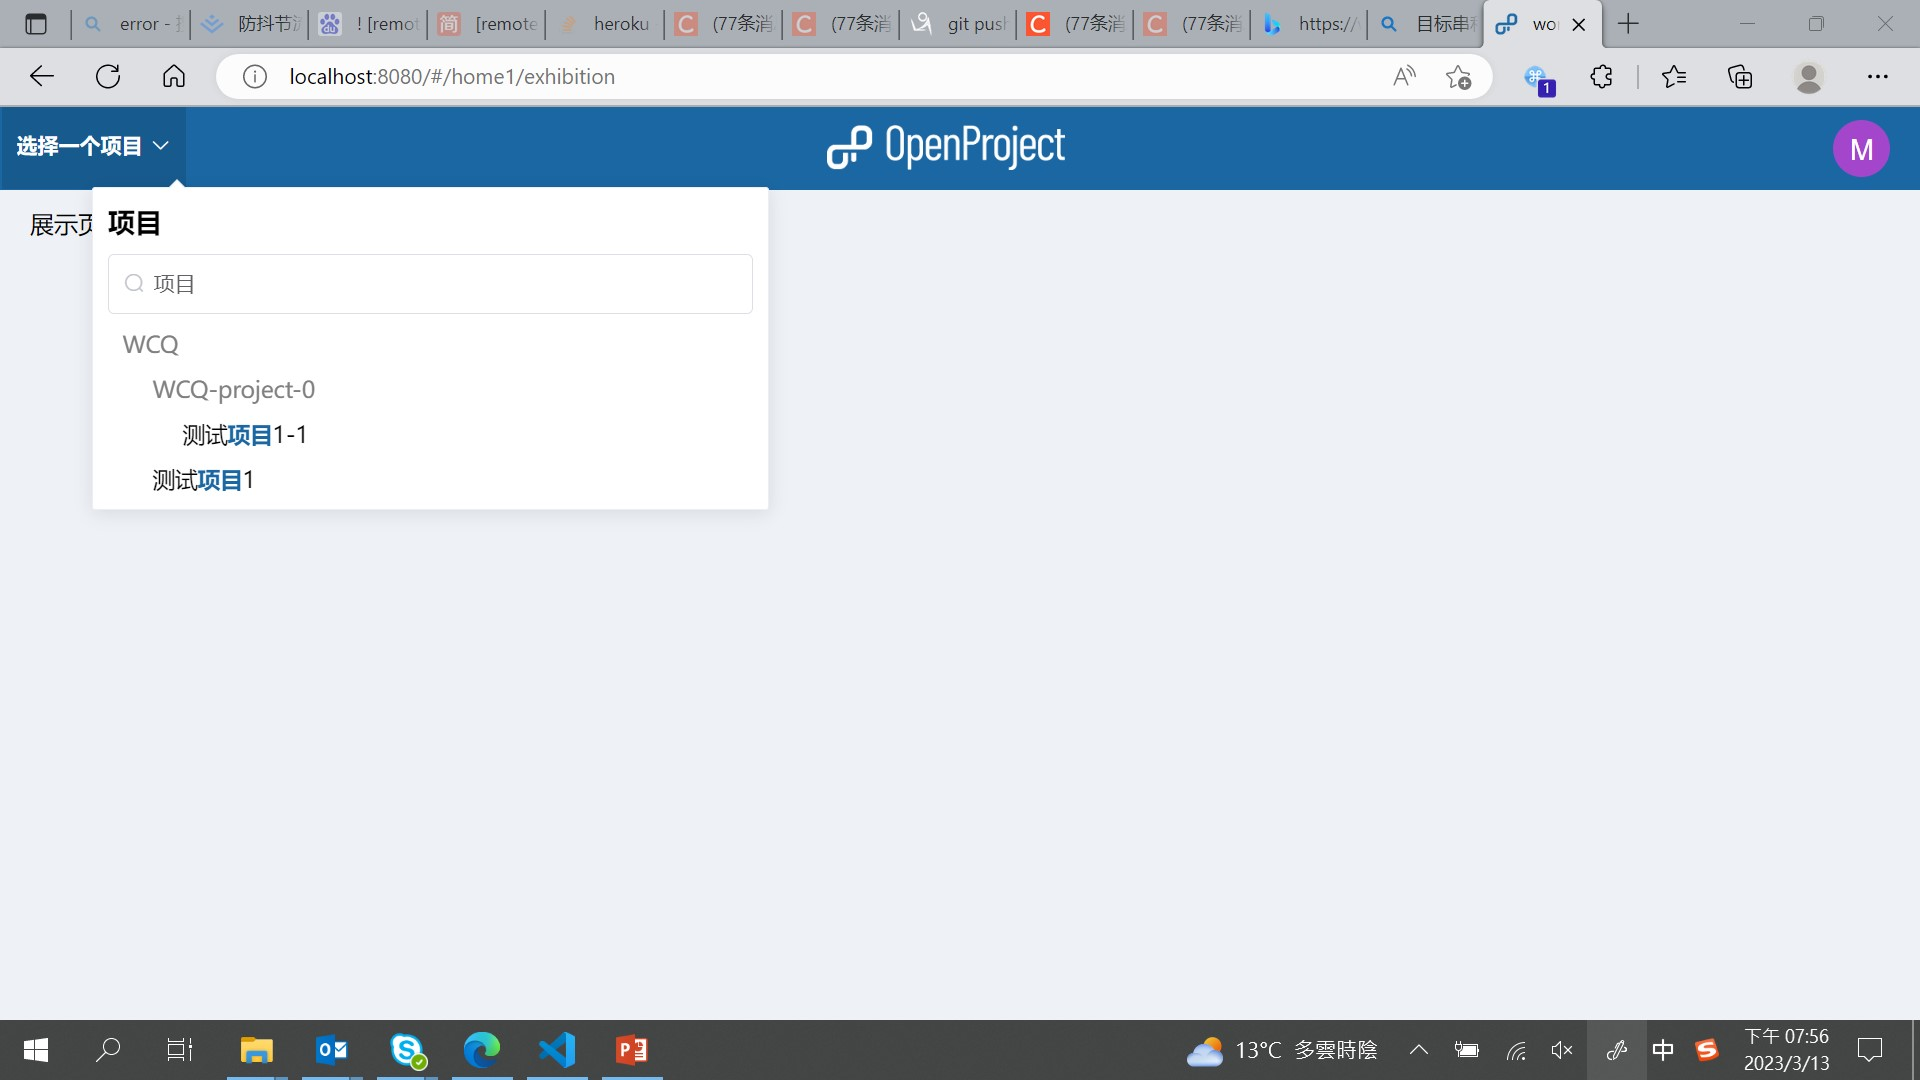 error - 
防抖节
! [remot
[remote
heroku
(77条消
(77条消
git push
(77条消
(77条消
https://
目标串
wo
localhost:8080/#/home1/exhibition
1
选择一个项目
OpenProject
M
展示页
项目
项目
WCQ
WCQ-project-0
测试项目1-1
测试项目1
13°C 多雲時陰
中
下午 07:56
2023/3/13